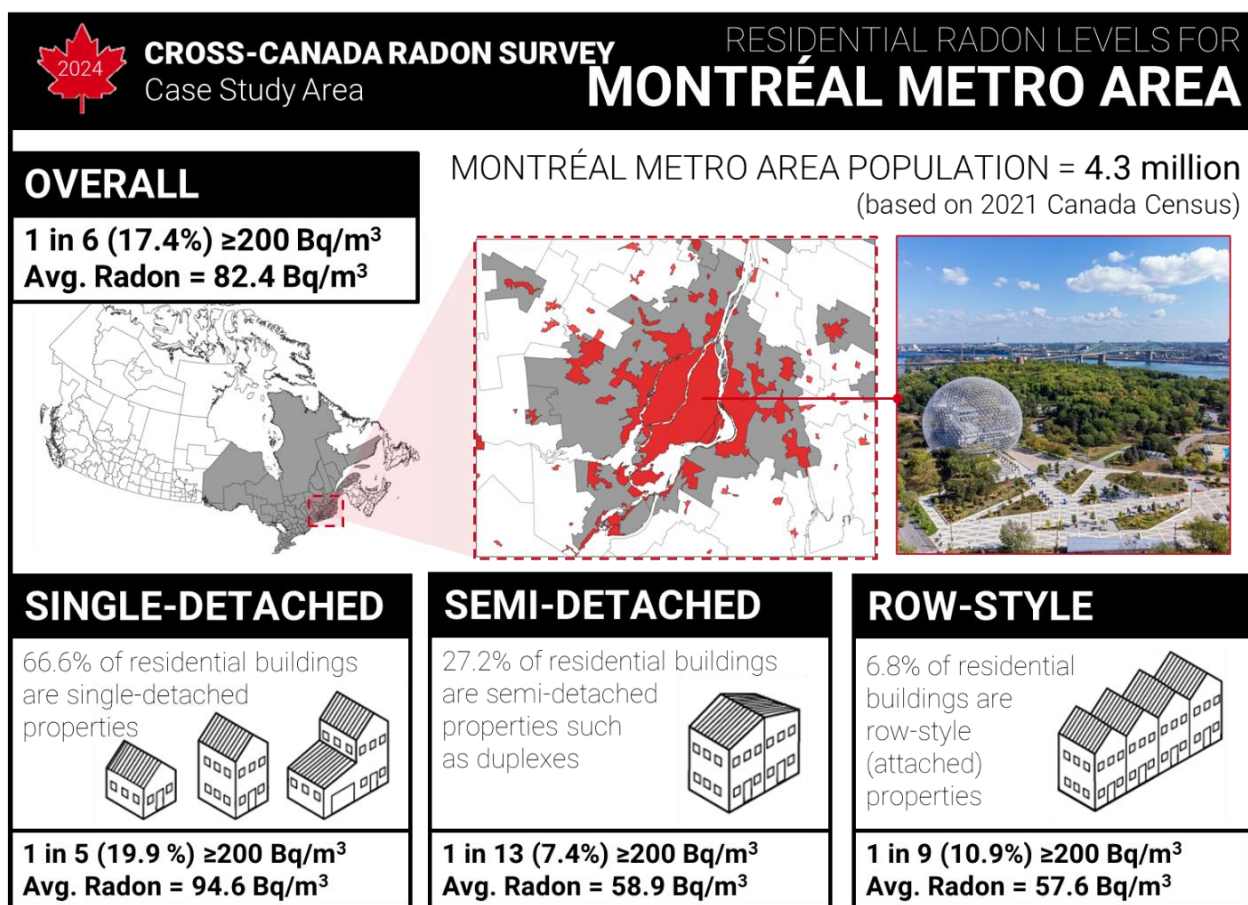 2024
CROSS-CANADA RADON SURVEY
Case Study Area
RESIDENTIAL RADON LEVELS FOR
MONTRÉAL METRO AREA
OVERALL
1 in 6 (17.4%) ≥200 Bq/m³
Avg. Radon = 82.4 Bq/m³
MONTRÉAL METRO AREA POPULATION = 4.3 million
(based on 2021 Canada Census)
SINGLE-DETACHED
66.6% of residential buildings
are single-detached
properties
1 in 5 (19.9 %) ≥200 Bq/m³
Avg. Radon = 94.6 Bq/m³
SEMI-DETACHED
27.2% of residential buildings
are semi-detached
properties such
as duplexes
1 in 13 (7.4%) ≥200 Bq/m³
Avg. Radon = 58.9 Bq/m³
ROW-STYLE
6.8% of residential
buildings are
row-style
(attached)
properties
1 in 9 (10.9%) ≥200 Bq/m³
Avg. Radon = 57.6 Bq/m³